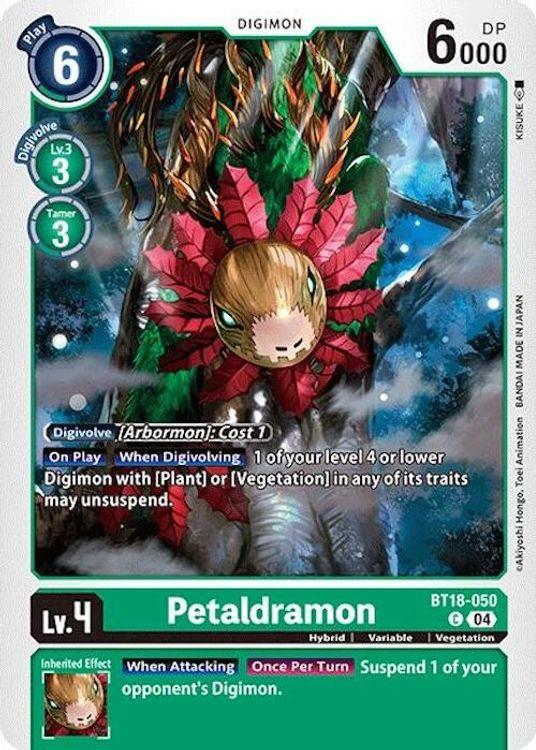 Play
6
DIGIMON
6000
DP
Digivolve
Lv.3
3
Tamer
3
KISUKE
©Akiyoshi Hongo, Toei Animation BANDAI MADE IN JAPAN
Digivolve [Arbormon]: Cost 1
On Play When Digivolving 1 of your level 4 or lower
Digimon with [Plant] or [Vegetation] in any of its traits
may unsuspend.
Lv.4
Petaldramon
BT18-050
C 04
Hybrid | Variable | Vegetation
Inherited Effect
When Attacking Once Per Turn Suspend 1 of your
opponent's Digimon.